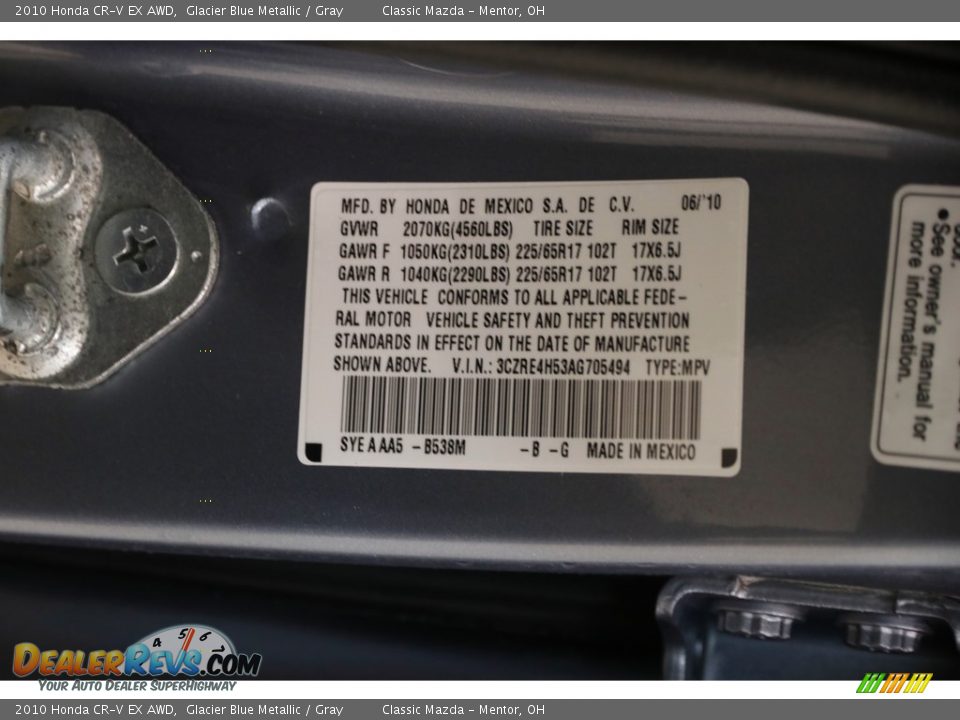 2010 Honda CR-V EX AWD, Glacier Blue Metallic / Gray Classic Mazda - Mentor, OH
MFD. BY HONDA DE MEXICO S.A. DE C.V. 06/'10
GVWR 2070KG(4560LBS) TIRE SIZE RIM SIZE
GAWR F 1050KG(2310LBS) 225/65R17 102T 17X6.5J
GAWR R 1040KG(2290LBS) 225/65R17 102T 17X6.5J
THIS VEHICLE CONFORMS TO ALL APPLICABLE FEDE-
RAL MOTOR VEHICLE SAFETY AND THEFT PREVENTION
STANDARDS IN EFFECT ON THE DATE OF MANUFACTURE
SHOWN ABOVE. V.I.N.: 3CZRE4H53AG705494 TYPE:MPV
SYE A AA5 -B538M -B -G MADE IN MEXICO
•See owner's manual for
more information.
4 5 6
DEALERREVS.COM
YOUR AUTO DEALER SUPERHIGHWAY
2010 Honda CR-V EX AWD, Glacier Blue Metallic / Gray Classic Mazda - Mentor, OH